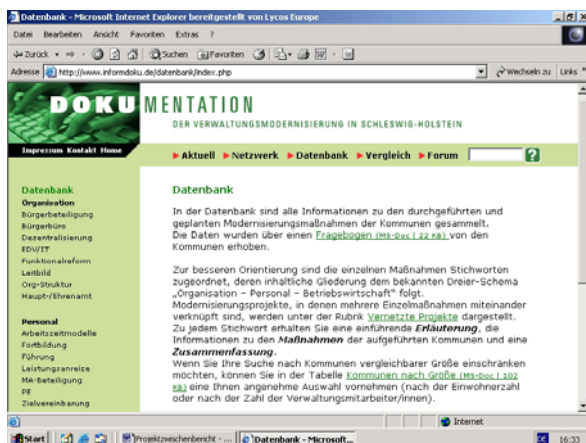 Datenbank - Microsoft Internet Explorer bereitgestellt von Lycos Europe
Datei Bearbeiten Ansicht Favoriten Extras ?
Zurück Suchen Favoriten
Adresse http://www.informdoku.de/datenbank/index.php Wechseln zu Links »
DOKUMENTATION
DER VERWALTUNGSMODERNISIERUNG IN SCHLESWIG-HOLSTEIN
Impressum Kontakt Home
Aktuell Netzwerk Datenbank Vergleich Forum ?
Datenbank
Organisation
Bürgerbeteiligung
Bürgerbüro
Dezentralisierung
EDV/IT
Funktionalreform
Leitbild
Org-Struktur
Haupt-/Ehrenamt
Personal
Arbeitszeitmodelle
Fortbildung
Führung
Leistungsanreize
MA-Beteiligung
PE
Zielvereinbarung
Datenbank
In der Datenbank sind alle Informationen zu den durchgeführten und
geplanten Modernisierungsmaßnahmen der Kommunen gesammelt.
Die Daten wurden über einen Fragebogen (MS-Doc | 22 KB) von den
Kommunen erhoben.
Zur besseren Orientierung sind die einzelnen Maßnahmen Stichworten
zugeordnet, deren inhaltliche Gliederung dem bekannten Dreier-Schema
„Organisation - Personal - Betriebswirtschaft" folgt.
Modernisierungsprojekte, in denen mehrere Einzelmaßnahmen miteinander
verknüpft sind, werden unter der Rubrik Vernetzte Projekte dargestellt.
Zu jedem Stichwort erhalten Sie eine einführende Erläuterung, die
Informationen zu den Maßnahmen der aufgeführten Kommunen und eine
Zusammenfassung.
Wenn Sie Ihre Suche nach Kommunen vergleichbarer Größe einschränken
möchten, können Sie in der Tabelle Kommunen nach Größe (MS-Doc | 102
KB) eine Ihnen angenehme Auswahl vornehmen (nach der Einwohnerzahl
oder nach der Zahl der Verwaltungsmitarbeiter/innen).
Internet
Start Projektzwischenbericht - ... Datenbank - Microsoft... 16:33